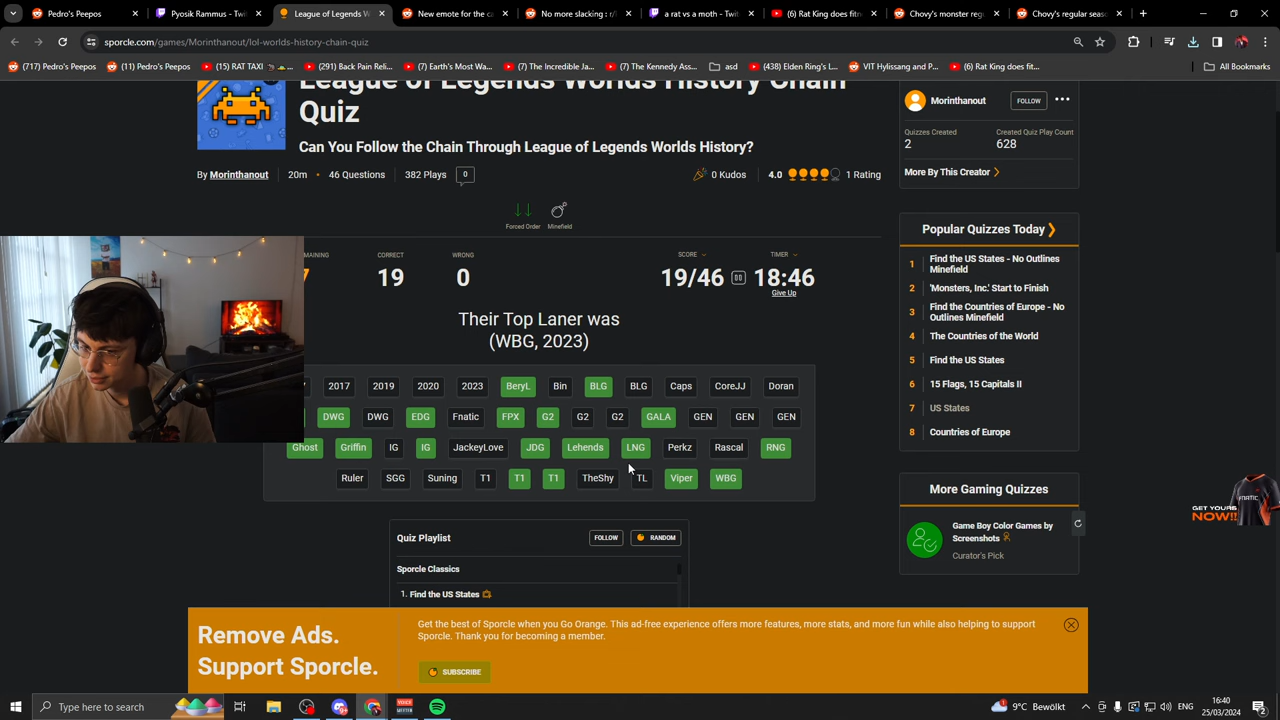 Pedro's Peepos
Pyosik Rammus - Twi
League of Legends W
New emote for the ca
No more slacking : r/
a rat vs a moth - Twit
(6) Rat King does fitn
Chovy's monster reg
Chovy's regular seas
sporcle.com/games/Morinthanout/lol-worlds-history-chain-quiz
(717) Pedro's Peepos
(11) Pedro's Peepos
(15) RAT TAXI
(291) Back Pain Reli...
(7) Earth's Most Wa...
(7) The Incredible Ja...
(7) The Kennedy Ass...
asd
(438) Elden Ring's L...
VIT Hylissang and P...
(6) Rat King does fit...
All Bookmarks
League of Legends Worlds History Chain
Quiz
Can You Follow the Chain Through League of Legends Worlds History?
By Morinthanout
20m
46 Questions
382 Plays
0
0 Kudos
4.0
1 Rating
Forced Order
Minefield
MAINING
CORRECT
WRONG
SCORE
TIMER
19
0
19/46
18:46
Give Up
Their Top Laner was
(WBG, 2023)
2017
2019
2020
2023
BeryL
Bin
BLG
BLG
Caps
CoreJJ
Doran
DWG
DWG
EDG
Fnatic
FPX
G2
G2
G2
GALA
GEN
GEN
GEN
Ghost
Griffin
IG
IG
JackeyLove
JDG
Lehends
LNG
Perkz
Rascal
RNG
Ruler
SGG
Suning
T1
T1
T1
TheShy
TL
Viper
WBG
Quiz Playlist
FOLLOW
RANDOM
Sporcle Classics
1. Find the US States
Morinthanout
FOLLOW
Quizzes Created
2
Created Quiz Play Count
628
More By This Creator
Popular Quizzes Today
1 Find the US States - No Outlines
Minefield
2 'Monsters, Inc.' Start to Finish
3 Find the Countries of Europe - No
Outlines Minefield
4 The Countries of the World
5 Find the US States
6 15 Flags, 15 Capitals II
7 US States
8 Countries of Europe
More Gaming Quizzes
Game Boy Color Games by
Screenshots
Curator's Pick
GET YOURS
NOW!!
Remove Ads.
Support Sporcle.
Get the best of Sporcle when you Go Orange. This ad-free experience offers more features, more stats, and more fun while also helping to support
Sporcle. Thank you for becoming a member.
SUBSCRIBE
Type here to search
9°C Bewölkt
ENG
16:40
25/03/2024